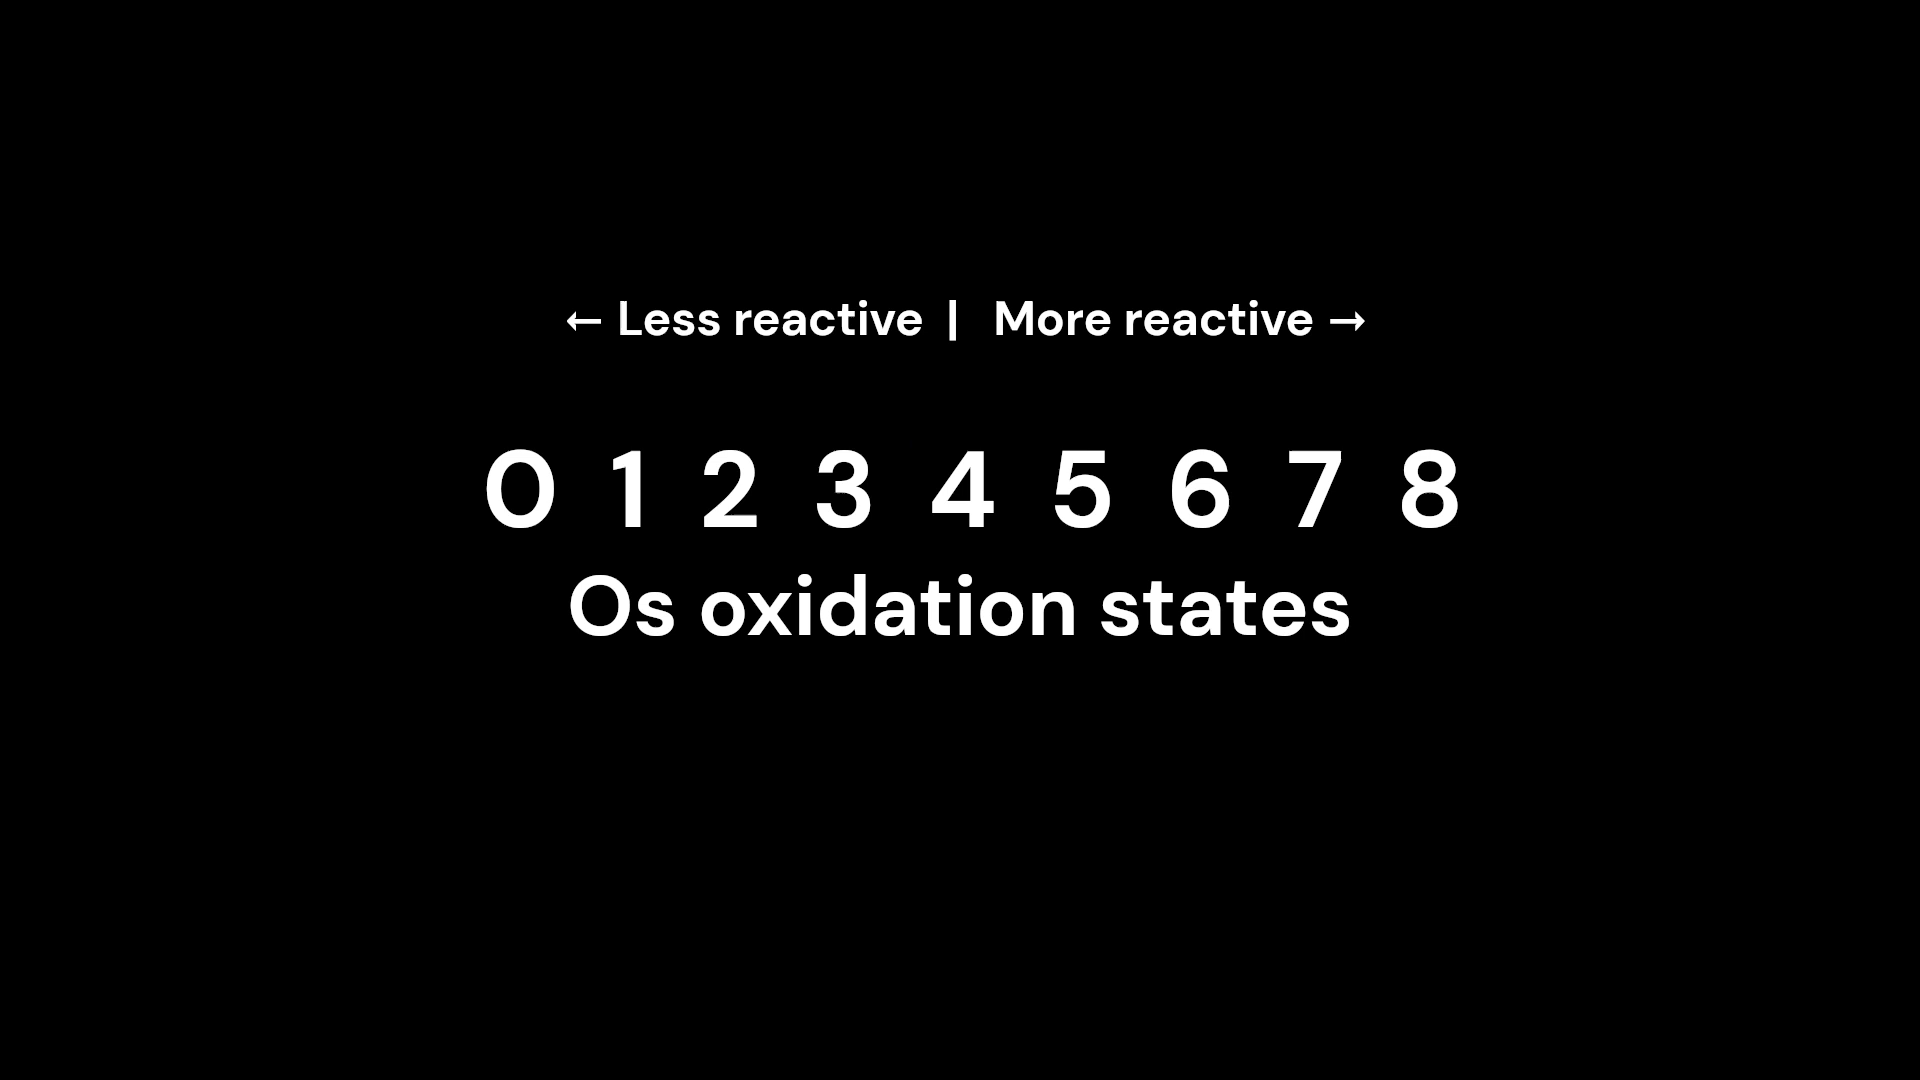 ← Less reactive | More reactive →
0 1 2 3 4 5 6 7 8
Os oxidation states